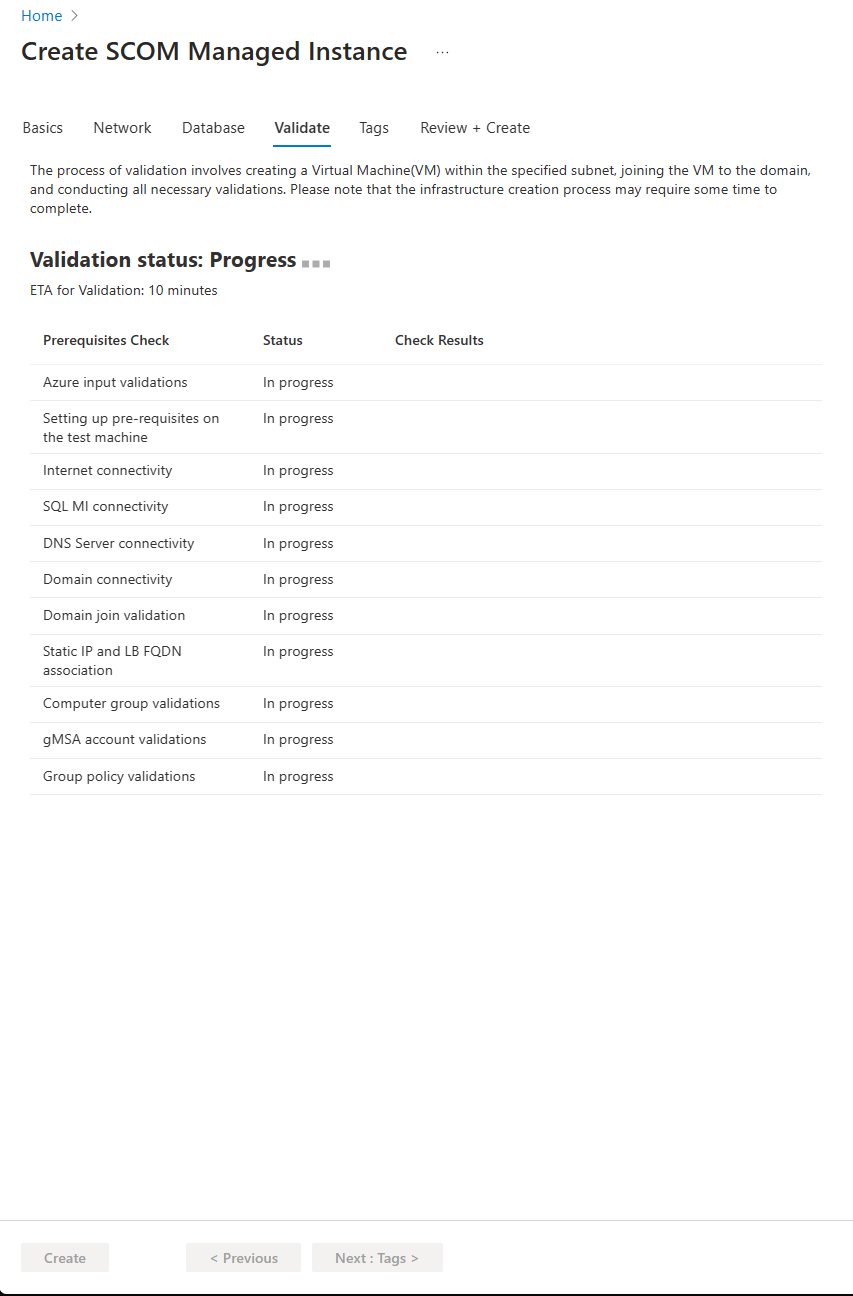 Home >
Create SCOM Managed Instance ...
Basics Network Database Validate Tags Review + Create
The process of validation involves creating a Virtual Machine(VM) within the specified subnet, joining the VM to the domain,
and conducting all necessary validations. Please note that the infrastructure creation process may require some time to
complete.
Validation status: Progress
ETA for Validation: 10 minutes
Prerequisites Check Status Check Results
Azure input validations In progress
Setting up pre-requisites on In progress
the test machine
Internet connectivity In progress
SQL MI connectivity In progress
DNS Server connectivity In progress
Domain connectivity In progress
Domain join validation In progress
Static IP and LB FQDN In progress
association
Computer group validations In progress
gMSA account validations In progress
Group policy validations In progress
Create < Previous Next : Tags >